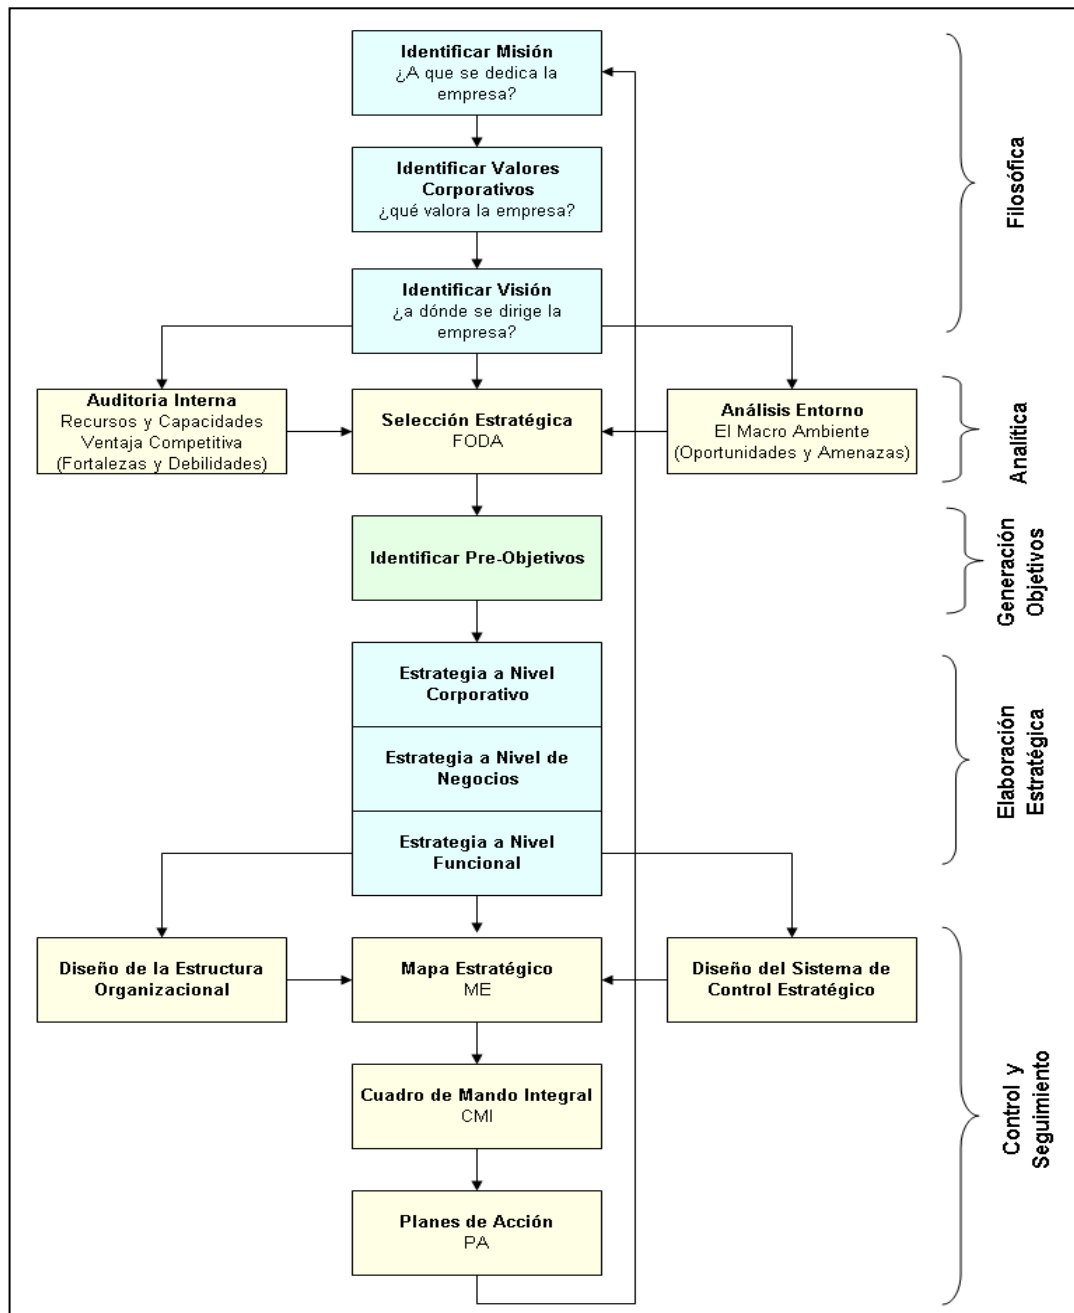 Identificar Misión
¿A que se dedica la
empresa?
Identificar Valores
Corporativos
¿qué valora la empresa?
Identificar Visión
¿a dónde se dirige la
empresa?
Filosófica
Auditoria Interna
Recursos y Capacidades
Ventaja Competitiva
(Fortalezas y Debilidades)
Selección Estratégica
FODA
Análisis Entorno
El Macro Ambiente
(Oportunidades y Amenazas)
Analítica
Identificar Pre-Objetivos
Generación
Objetivos
Estrategia a Nivel
Corporativo
Estrategia a Nivel de
Negocios
Estrategia a Nivel
Funcional
Elaboración
Estratégica
Diseño de la Estructura
Organizacional
Mapa Estratégico
ME
Diseño del Sistema de
Control Estratégico
Cuadro de Mando Integral
CMI
Planes de Acción
PA
Control y
Seguimiento